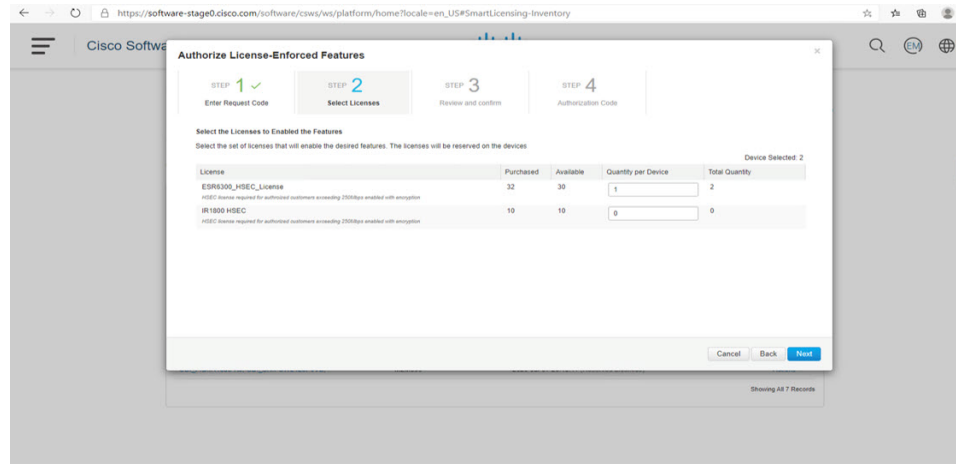 https://software-stage0.cisco.com/software/csws/ws/platform/home?locale=en_US#SmartLicensing-Inventory
Cisco Softwa
EM
Authorize License-Enforced Features
STEP 1
Enter Request Code
STEP 2
Select Licenses
STEP 3
Review and confirm
STEP 4
Authorization Code
Select the Licenses to Enabled the Features
Select the set of licenses that will enable the desired features. The licenses will be reserved on the devices
Device Selected: 2
License Purchased Available Quantity per Device Total Quantity
ESR6300_HSEC_License 32 30 1 2
HSEC license required for authorized customers exceeding 250Mbps enabled with encryption
IR1800 HSEC 10 10 0 0
HSEC license required for authorized customers exceeding 250Mbps enabled with encryption
Cancel Back Next
Showing All 7 Records